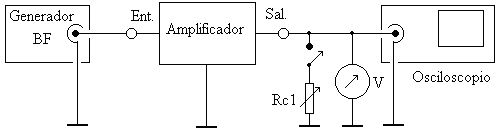 Generador
BF
Ent.
Amplificador
Sal.
Rc1
V
Osciloscopio